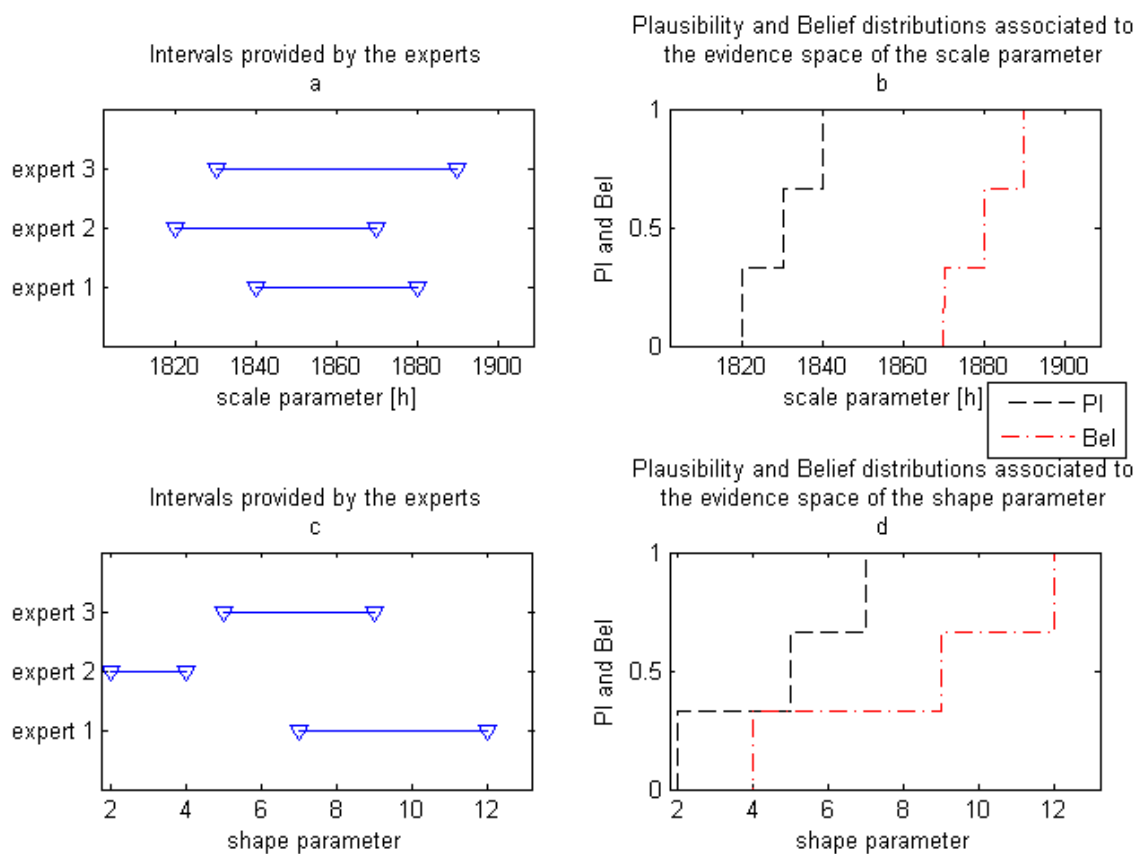 Intervals provided by the experts
a
expert 3
expert 2
expert 1
1820 1840 1860 1880 1900
scale parameter [h]
Plausibility and Belief distributions associated to
the evidence space of the scale parameter
b
1
0.5
0
Pl and Bel
1820 1840 1860 1880 1900
scale parameter [h]
Pl
Bel
Intervals provided by the experts
c
expert 3
expert 2
expert 1
2 4 6 8 10 12
shape parameter
Plausibility and Belief distributions associated to
the evidence space of the shape parameter
d
1
0.5
0
Pl and Bel
2 4 6 8 10 12
shape parameter